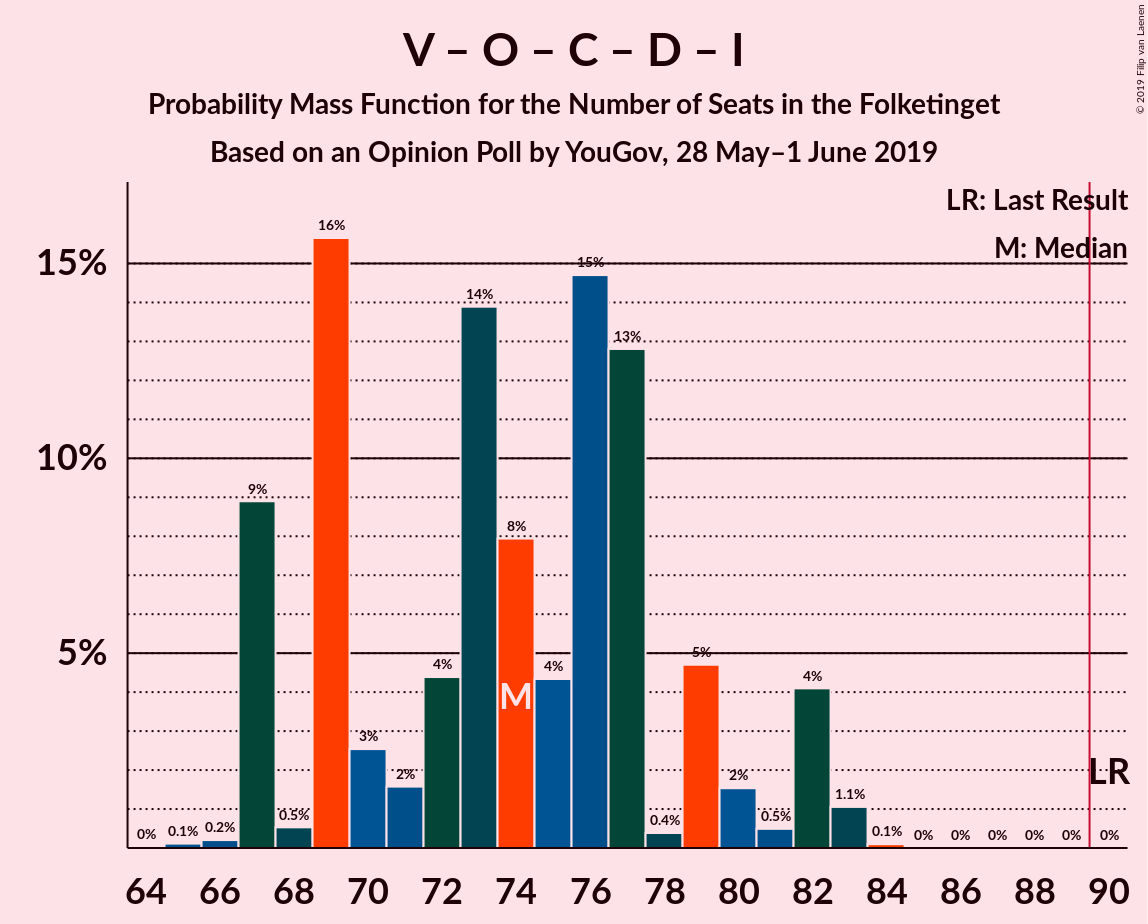 V – O – C – D – I
Probability Mass Function for the Number of Seats in the Folketinget
Based on an Opinion Poll by YouGov, 28 May–1 June 2019
© 2019 Filip van Laenen
LR: Last Result
M: Median
15%
10%
5%
0% 0.1% 0.2% 9% 0.5% 16% 3% 2% 4% 14% 8% 4% 15% 13% 0.4% 5% 2% 0.5% 4% 1.1% 0.1% 0% 0% 0% 0% 0% 0%
M
LR
64 66 68 70 72 74 76 78 80 82 84 86 88 90